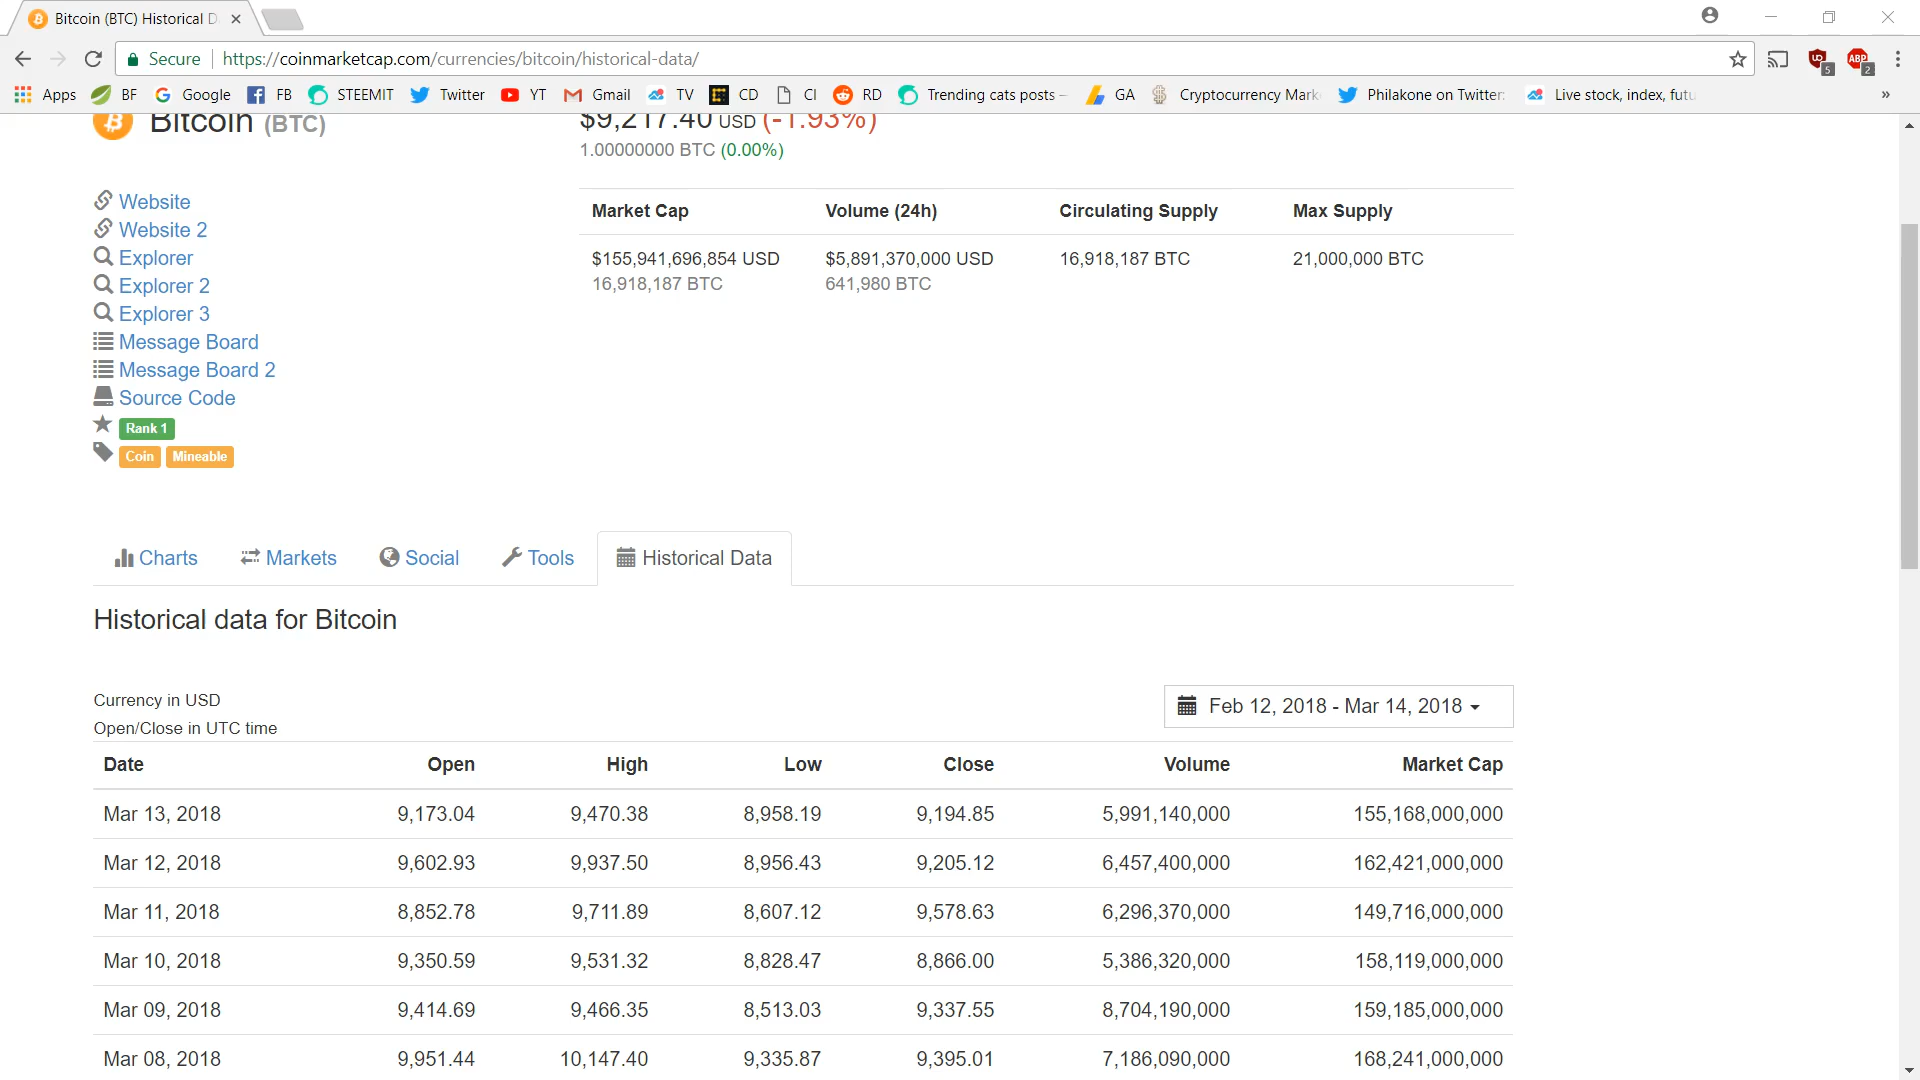 Bitcoin (BTC) Historical D
Secure https://coinmarketcap.com/currencies/bitcoin/historical-data/
5
ABP
2
Apps BF Google FB STEEMIT Twitter YT Gmail TV CD CI RD Trending cats posts – GA Cryptocurrency Mark Philakone on Twitter: Live stock, index, futu »
Bitcoin (BTC)
$9,217.40 USD (-1.93%)
1.00000000 BTC (0.00%)
Website
Website 2
Explorer
Explorer 2
Explorer 3
Message Board
Message Board 2
Source Code
Rank 1
Coin Mineable
Market Cap Volume (24h) Circulating Supply Max Supply
$155,941,696,854 USD $5,891,370,000 USD 16,918,187 BTC 21,000,000 BTC
16,918,187 BTC 641,980 BTC
Charts Markets Social Tools Historical Data
Historical data for Bitcoin
Currency in USD
Open/Close in UTC time
Feb 12, 2018 - Mar 14, 2018
Date Open High Low Close Volume Market Cap
Mar 13, 2018 9,173.04 9,470.38 8,958.19 9,194.85 5,991,140,000 155,168,000,000
Mar 12, 2018 9,602.93 9,937.50 8,956.43 9,205.12 6,457,400,000 162,421,000,000
Mar 11, 2018 8,852.78 9,711.89 8,607.12 9,578.63 6,296,370,000 149,716,000,000
Mar 10, 2018 9,350.59 9,531.32 8,828.47 8,866.00 5,386,320,000 158,119,000,000
Mar 09, 2018 9,414.69 9,466.35 8,513.03 9,337.55 8,704,190,000 159,185,000,000
Mar 08, 2018 9,951.44 10,147.40 9,335.87 9,395.01 7,186,090,000 168,241,000,000